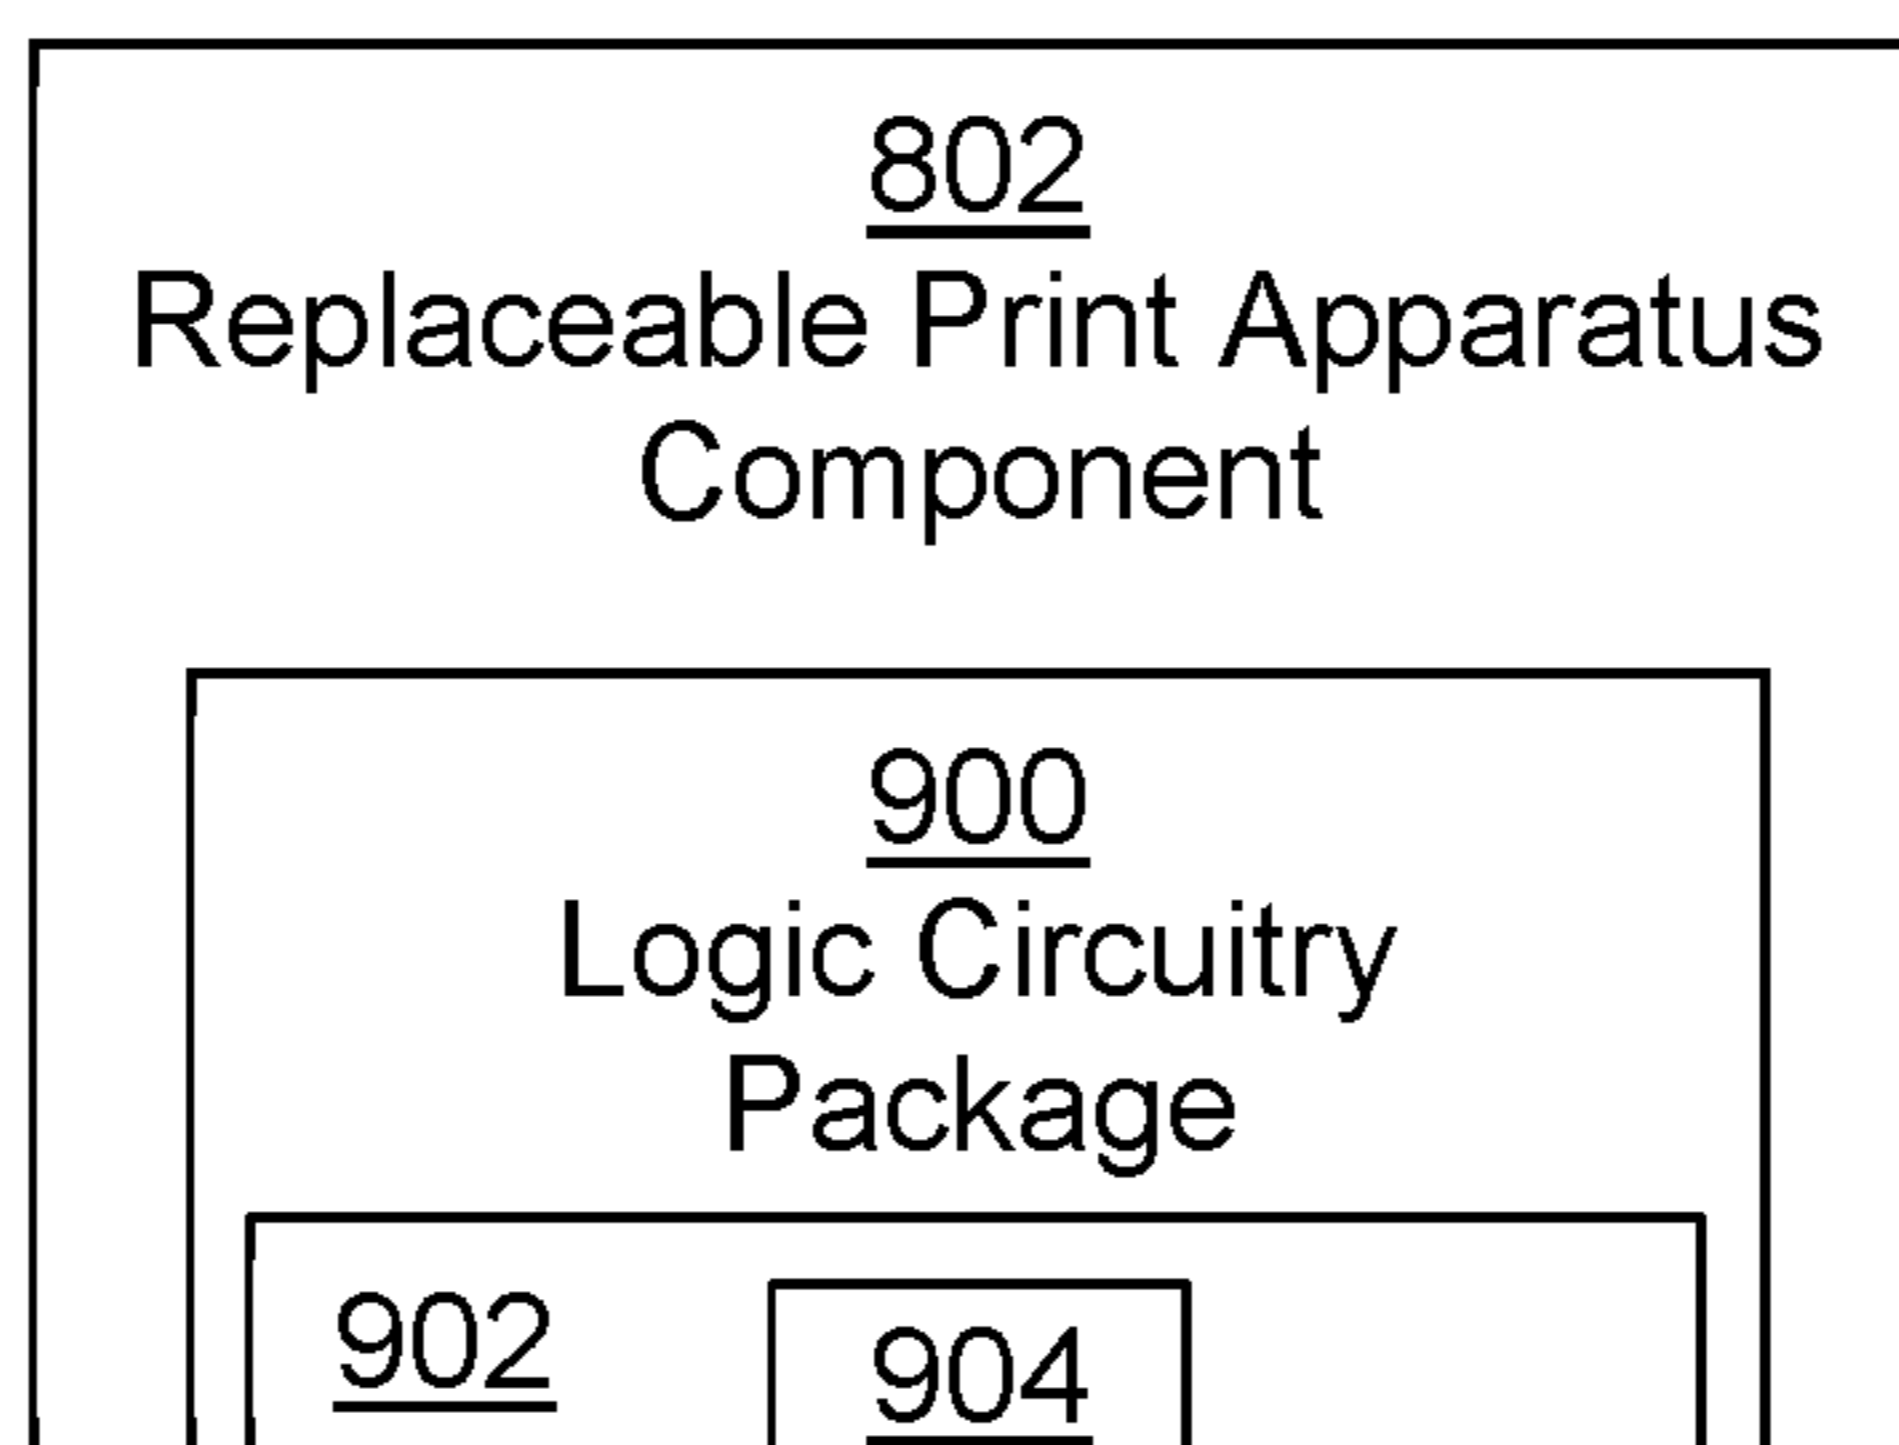 802
Replaceable Print Apparatus
Component
900
Logic Circuitry
Package
902
904